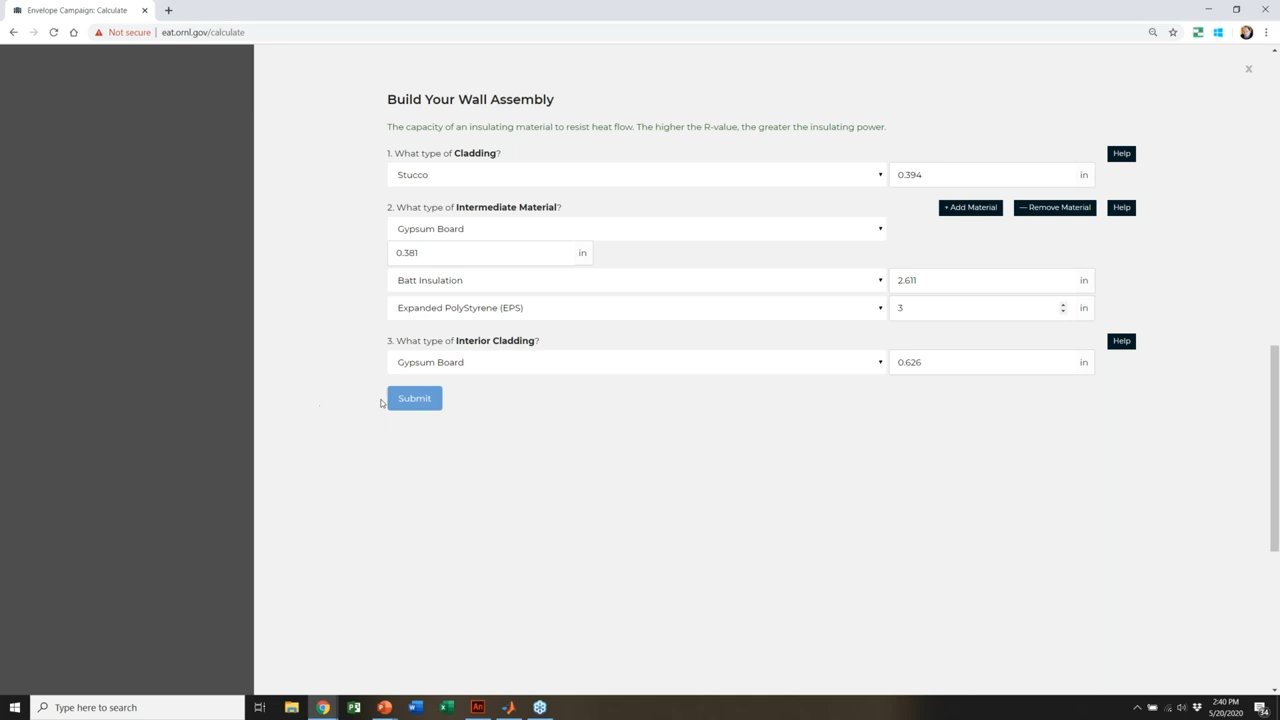 Envelope Campaign: Calculate
Not secure | eat.ornl.gov/calculate
x
Build Your Wall Assembly
The capacity of an insulating material to resist heat flow. The higher the R-value, the greater the insulating power.
1. What type of Cladding?
Help
Stucco
0.394 in
2. What type of Intermediate Material?
+ Add Material
— Remove Material
Help
Gypsum Board
0.381 in
Batt Insulation
2.611 in
Expanded PolyStyrene (EPS)
3 in
3. What type of Interior Cladding?
Help
Gypsum Board
0.626 in
Submit
Type here to search
2:40 PM
5/20/2020
34